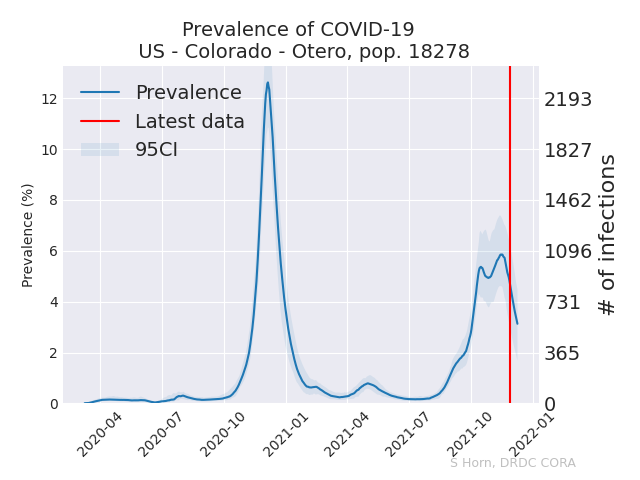 Prevalence of COVID-19
US - Colorado - Otero, pop. 18278
Prevalence
Latest data
95CI
Prevalence (%)
12
10
8
6
4
2
0
2193
1827
1462
1096
731
365
0
# of infections
2020-04
2020-07
2020-10
2021-01
2021-04
2021-07
2021-10
2022-01
S Horn, DRDC CORA